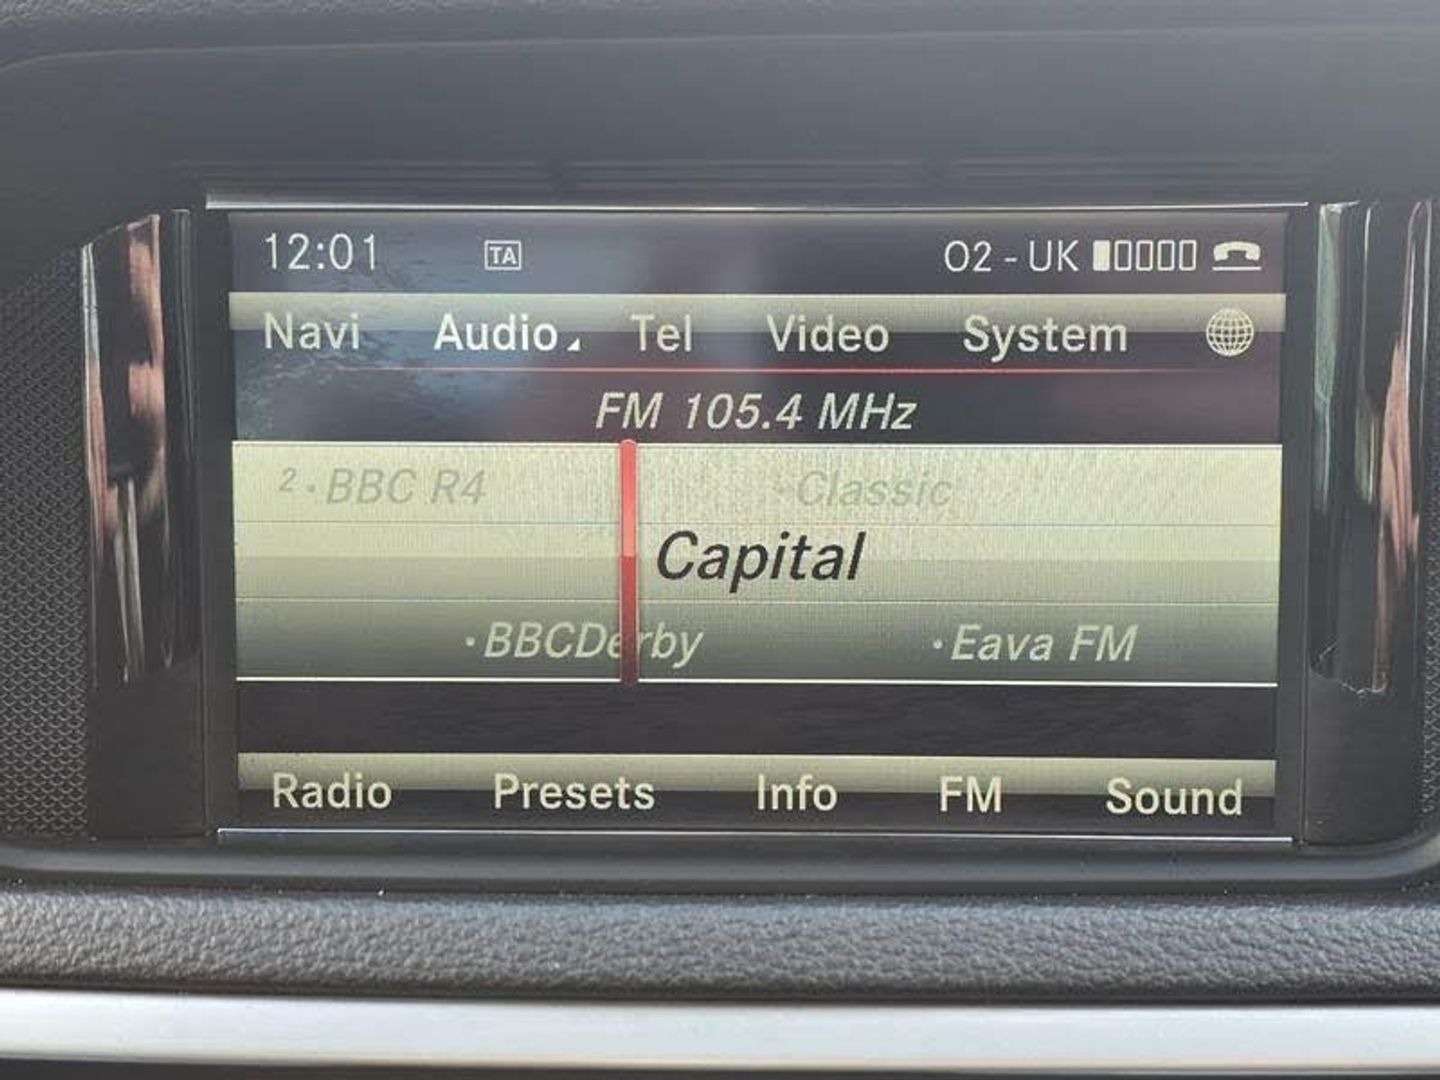 12:01 TA O2 - UK
Navi Audio Tel Video System
FM 105.4 MHz
2 · BBC R4 · Classic
Capital
· BBCDerby · Eava FM
Radio Presets Info FM Sound